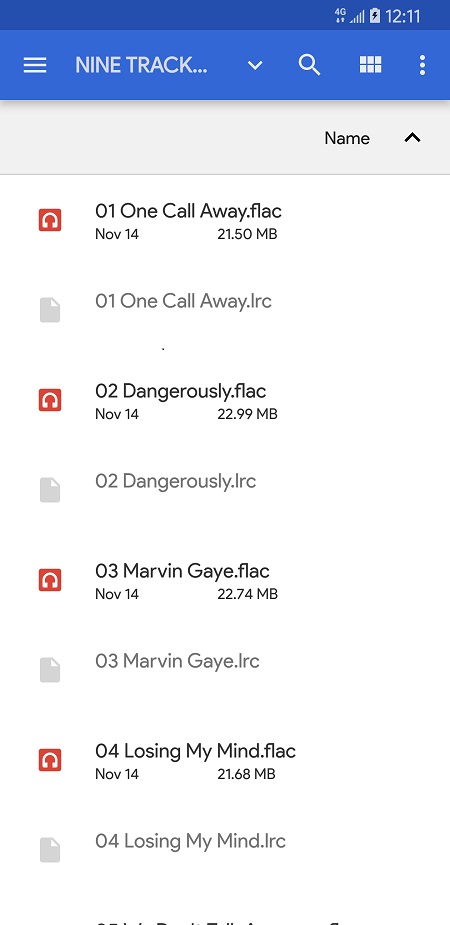 4G 12:11
NINE TRACK...
Name
01 One Call Away.flac
Nov 14 21.50 MB
01 One Call Away.lrc
02 Dangerously.flac
Nov 14 22.99 MB
02 Dangerously.lrc
03 Marvin Gaye.flac
Nov 14 22.74 MB
03 Marvin Gaye.lrc
04 Losing My Mind.flac
Nov 14 21.68 MB
04 Losing My Mind.lrc